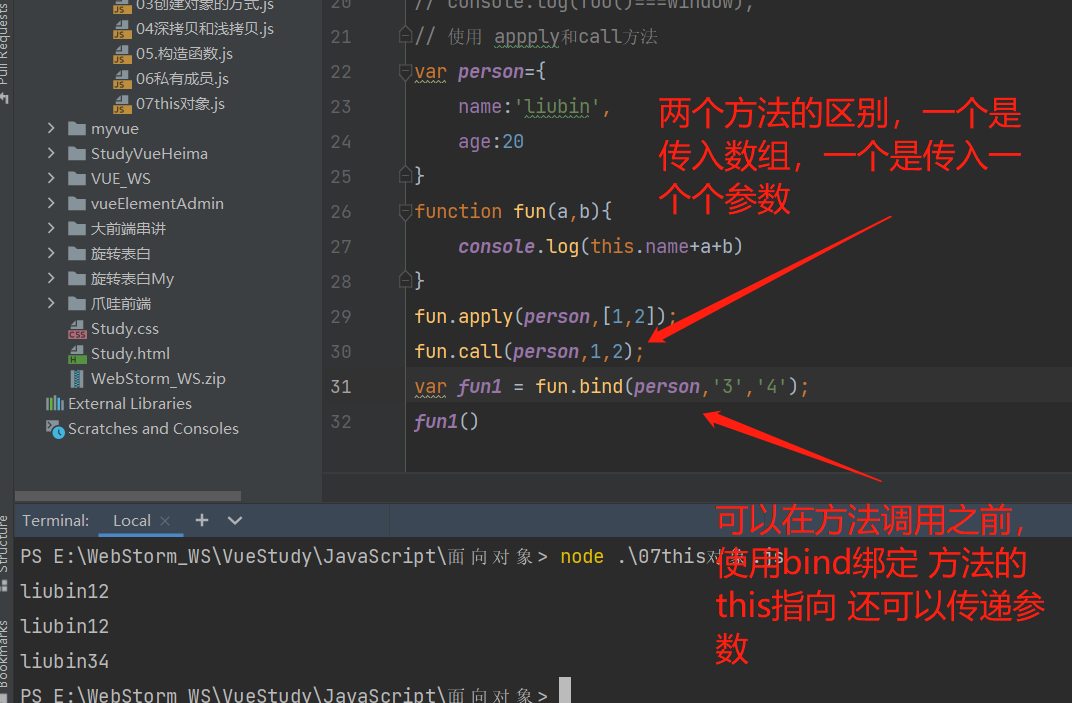 Pull Requests
03创建对象的方式.js
04深拷贝和浅拷贝.js
05.构造函数.js
06私有成员.js
07this对象.js
myvue
StudyVueHeima
VUE_WS
vueElementAdmin
大前端串讲
旋转表白
旋转表白My
爪哇前端
Study.css
Study.html
WebStorm_WS.zip
External Libraries
Scratches and Consoles
20 // console.log(foo()===window);
21 // 使用 appply和call方法
22 var person={
23 name:'liubin',
24 age:20
25 }
26 function fun(a,b){
27 console.log(this.name+a+b)
28 }
29 fun.apply(person,[1,2]);
30 fun.call(person,1,2);
31 var fun1 = fun.bind(person,'3','4');
32 fun1()
两个方法的区别，一个是
传入数组，一个是传入一
个个参数
可以在方法调用之前，
使用bind绑定 方法的
this指向 还可以传递参
数
Structure
Bookmarks
Terminal: Local
PS E:\WebStorm_WS\VueStudy\JavaScript\面向对象> node .\07this对象.js
liubin12
liubin12
liubin34
PS E:\WebStorm_WS\VueStudy\JavaScript\面向对象>